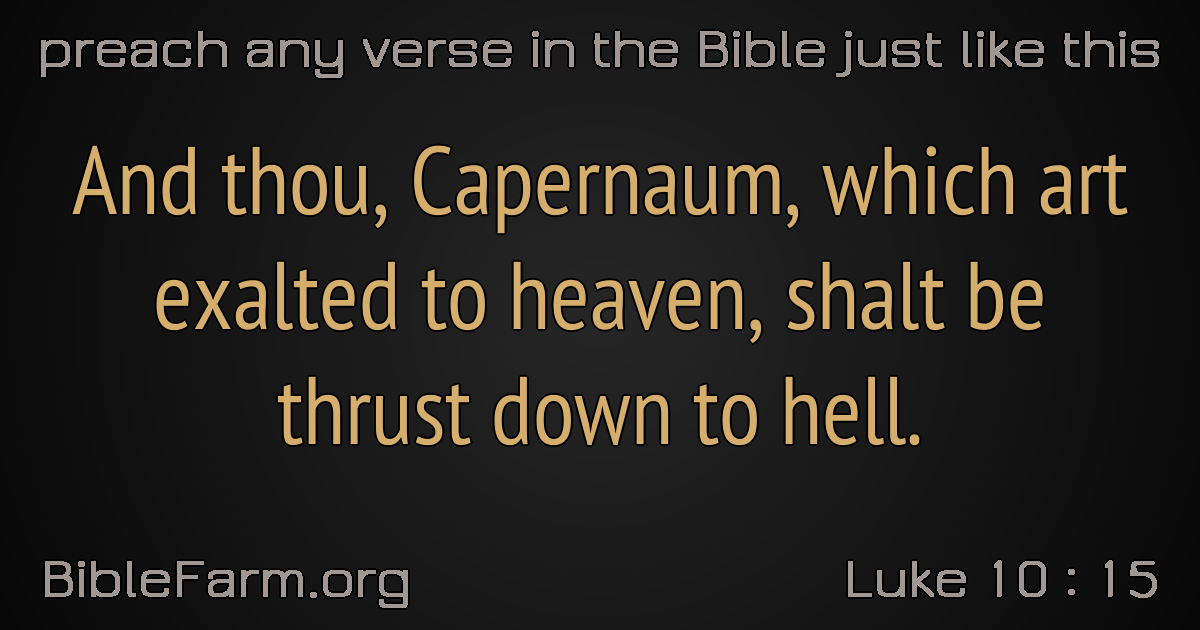 preach any verse in the Bible just like this
And thou, Capernaum, which art
exalted to heaven, shalt be
thrust down to hell.
BibleFarm.org
Luke 10 : 15